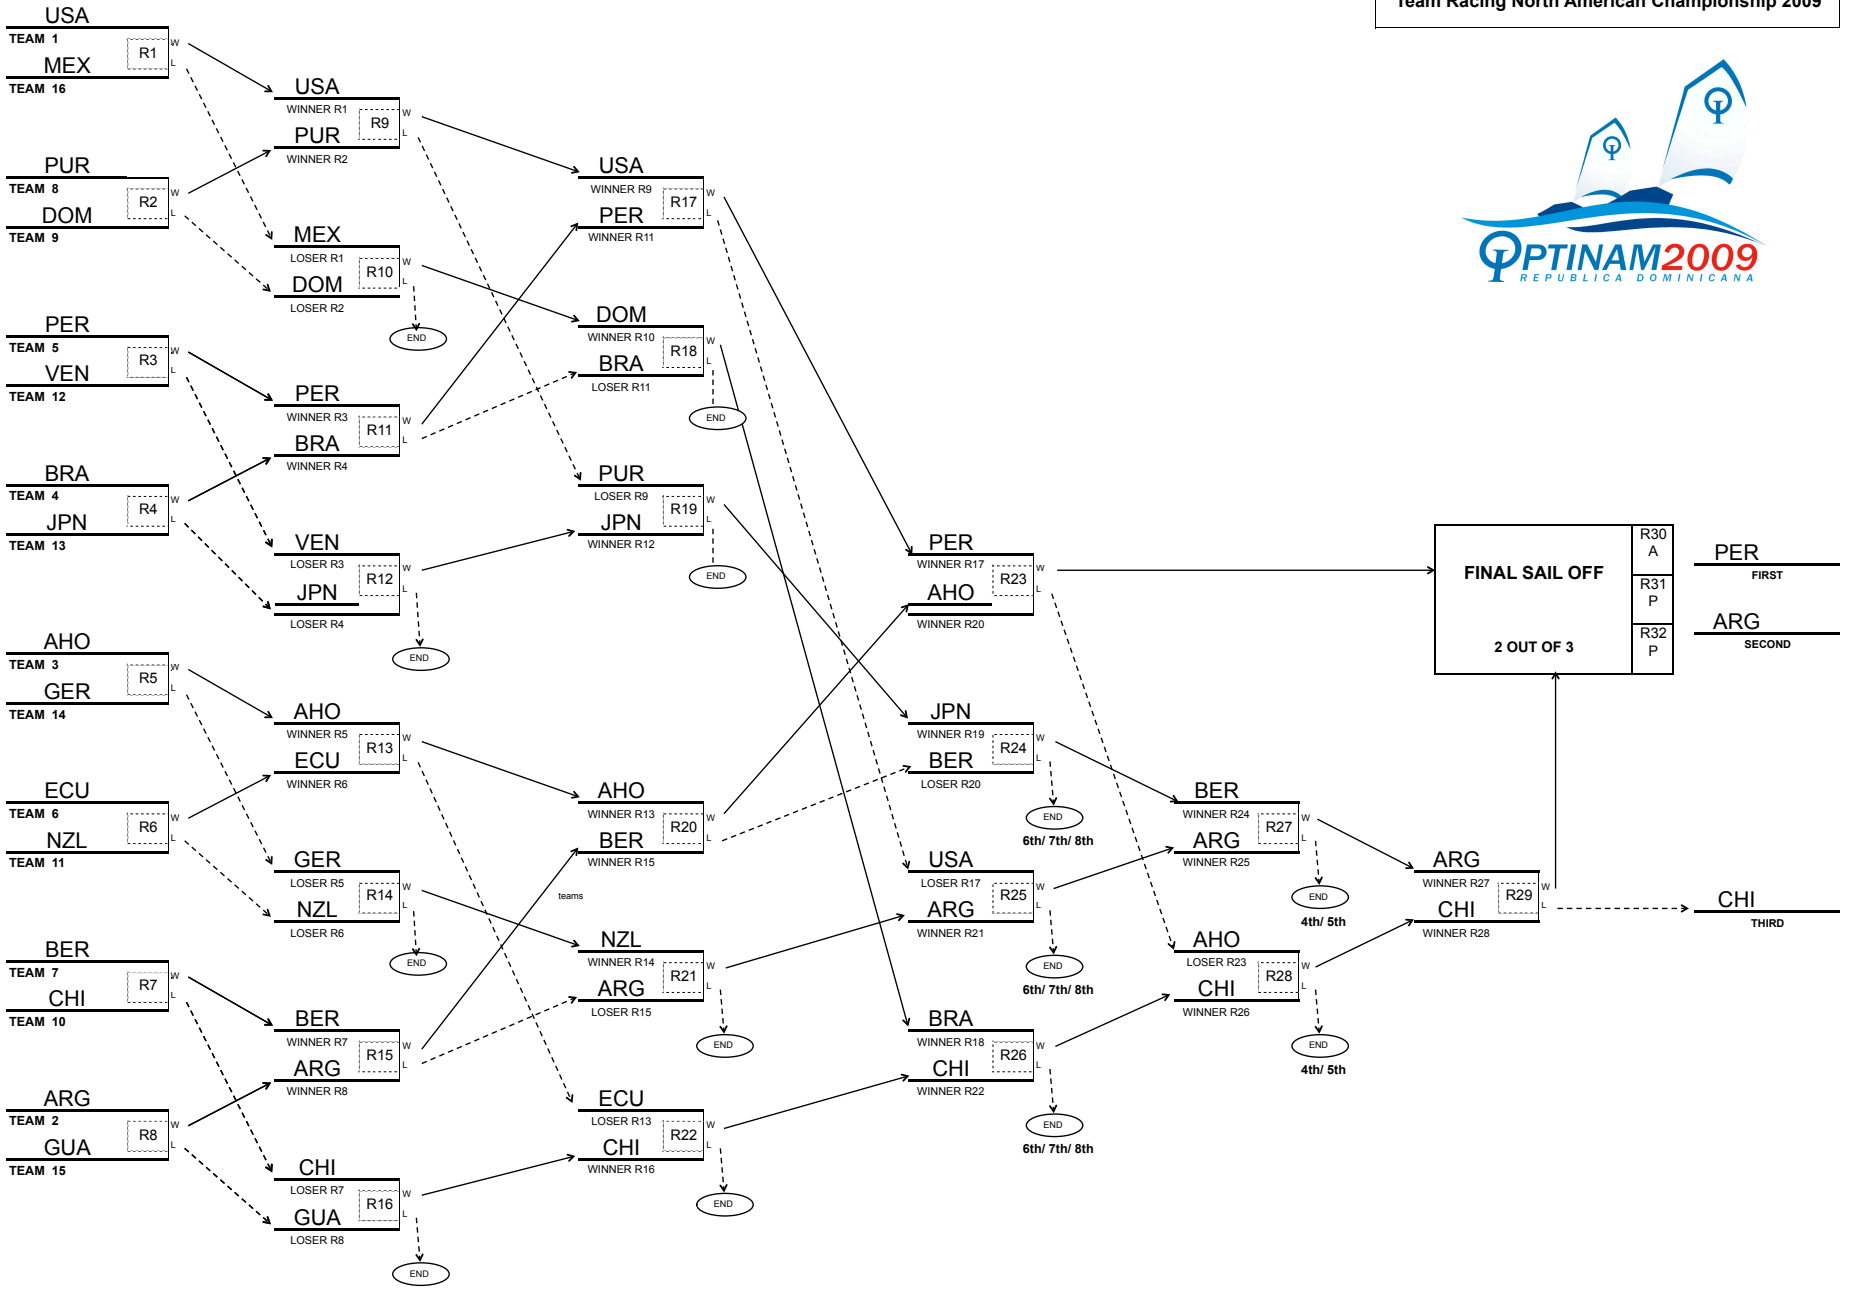 Team Racing North American Championship 2009
OPTINAM2009
REPUBLICA DOMINICANA
USA
TEAM 1
R1
W
L
MEX
TEAM 16
PUR
TEAM 8
R2
W
L
DOM
TEAM 9
PER
TEAM 5
R3
W
L
VEN
TEAM 12
BRA
TEAM 4
R4
W
L
JPN
TEAM 13
AHO
TEAM 3
R5
W
L
GER
TEAM 14
ECU
TEAM 6
R6
W
L
NZL
TEAM 11
BER
TEAM 7
R7
W
L
CHI
TEAM 10
ARG
TEAM 2
R8
W
L
GUA
TEAM 15
USA
WINNER R1
R9
W
L
PUR
WINNER R2
MEX
LOSER R1
R10
W
L
DOM
LOSER R2
END
PER
WINNER R3
R11
W
L
BRA
WINNER R4
VEN
LOSER R3
R12
W
L
JPN
LOSER R4
END
AHO
WINNER R5
R13
W
L
ECU
WINNER R6
GER
LOSER R5
R14
W
L
NZL
LOSER R6
END
BER
WINNER R7
R15
W
L
ARG
WINNER R8
CHI
LOSER R7
R16
W
L
GUA
LOSER R8
END
USA
WINNER R9
R17
W
L
PER
WINNER R11
DOM
WINNER R10
R18
W
L
BRA
LOSER R11
END
PUR
LOSER R9
R19
W
L
JPN
WINNER R12
END
AHO
WINNER R13
R20
W
L
BER
WINNER R15
teams
NZL
WINNER R14
R21
W
L
ARG
LOSER R15
END
ECU
LOSER R13
R22
W
L
CHI
WINNER R16
END
PER
WINNER R17
R23
W
L
AHO
WINNER R20
JPN
WINNER R19
R24
W
L
BER
LOSER R20
END
6th/ 7th/ 8th
USA
LOSER R17
R25
W
L
ARG
WINNER R21
END
6th/ 7th/ 8th
BRA
WINNER R18
R26
W
L
CHI
WINNER R22
END
6th/ 7th/ 8th
BER
WINNER R24
R27
W
L
ARG
WINNER R25
END
4th/ 5th
AHO
LOSER R23
R28
W
L
CHI
WINNER R26
END
4th/ 5th
ARG
WINNER R27
R29
W
L
CHI
WINNER R28
FINAL SAIL OFF
2 OUT OF 3
R30
A
R31
P
R32
P
PER
FIRST
ARG
SECOND
CHI
THIRD